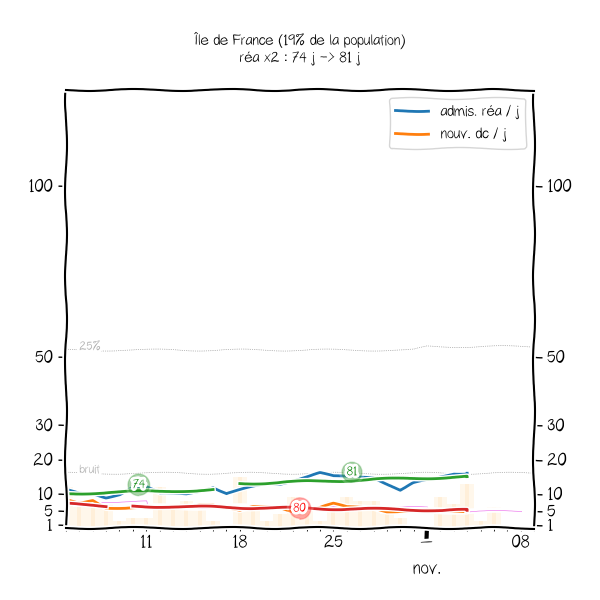 Île de France (19% de la population)
réa x2 : 74 j -> 81 j
admis. réa / j
nouv. dc / j
100 100
25%
50 50
30 30
20 20
bruit 81
74
10 10
80
5 5
1 1
11 18 25 1 08
nov.